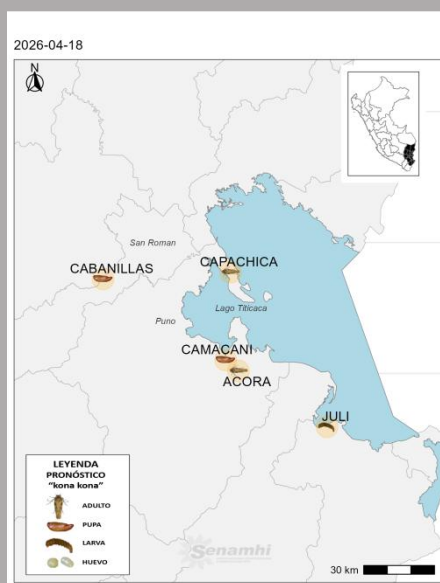 2026-04-18
N
San Roman
CABANILLAS
CAPACHICA
Lago Titicaca
Puno
CAMACANI
ACORA
JULI
LEYENDA
PRONÓSTICO
“kona kona”
ADULTO
PUPA
LARVA
HUEVO
Senamhi
30 km